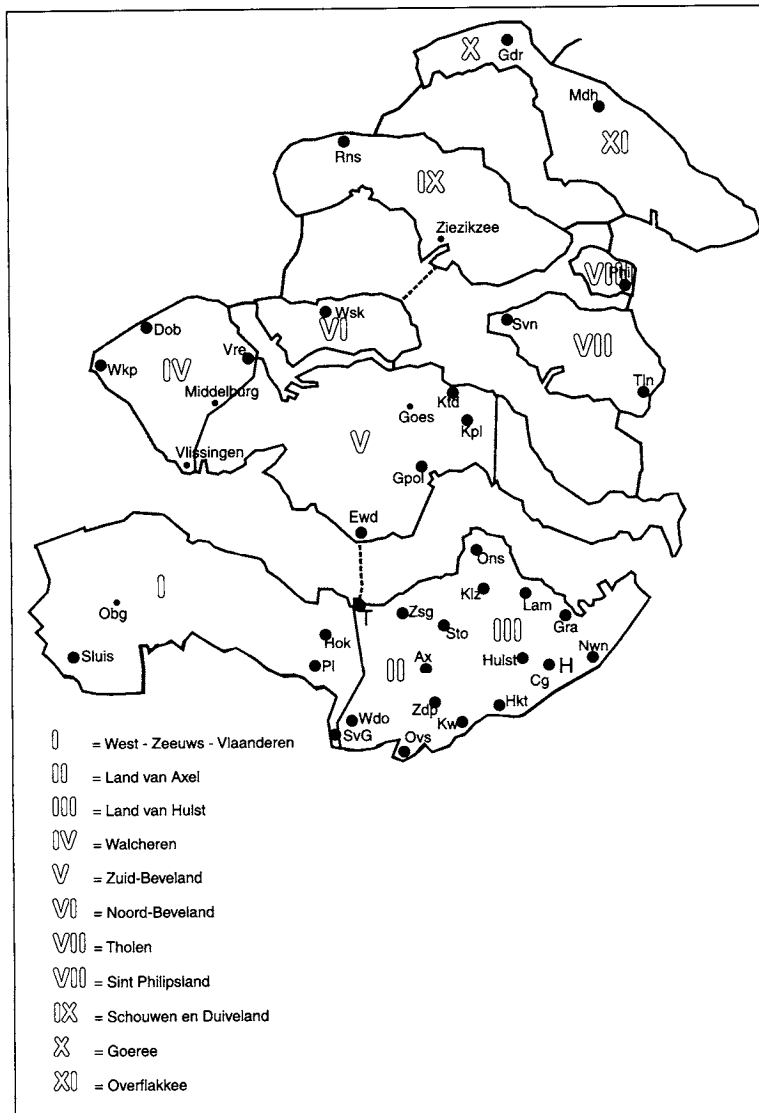 X
Gdr
Mdh
XI
Rns
IX
Ziezikzee
VIII
Phi
Wsk
VI
Svn
VII
Dob
Vre
IV
Wkp
Middelburg
Tln
Ktd
Goes
Kpl
V
Vlissingen
Gpol
Ewd
Ons
I
Klz
Lam
Obg
T
Zsg
Sto
III
Gra
Hok
Nwn
Sluis
Pl
Ax
II
Hulst
Cg
H
Zdp
Hkt
Wdo
Kw
SvG
Ovs
I = West - Zeeuws - Vlaanderen
II = Land van Axel
III = Land van Hulst
IV = Walcheren
V = Zuid-Beveland
VI = Noord-Beveland
VII = Tholen
VII = Sint Philipsland
IX = Schouwen en Duiveland
X = Goeree
XI = Overflakkee